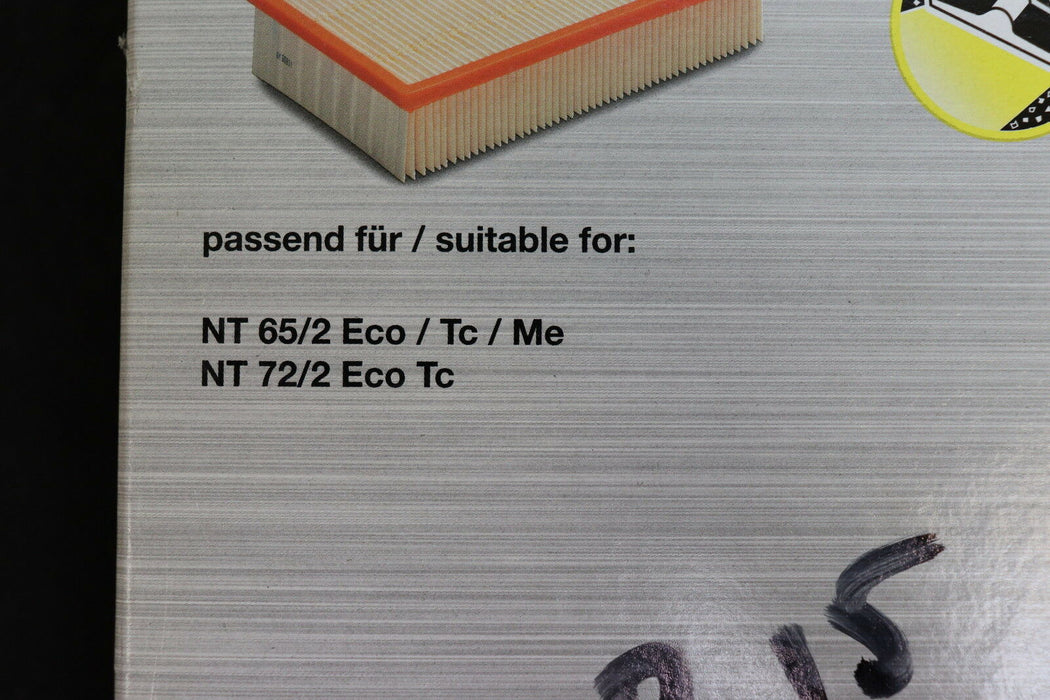 passend für / suitable for:
NT 65/2 Eco / Tc / Me
NT 72/2 Eco Tc